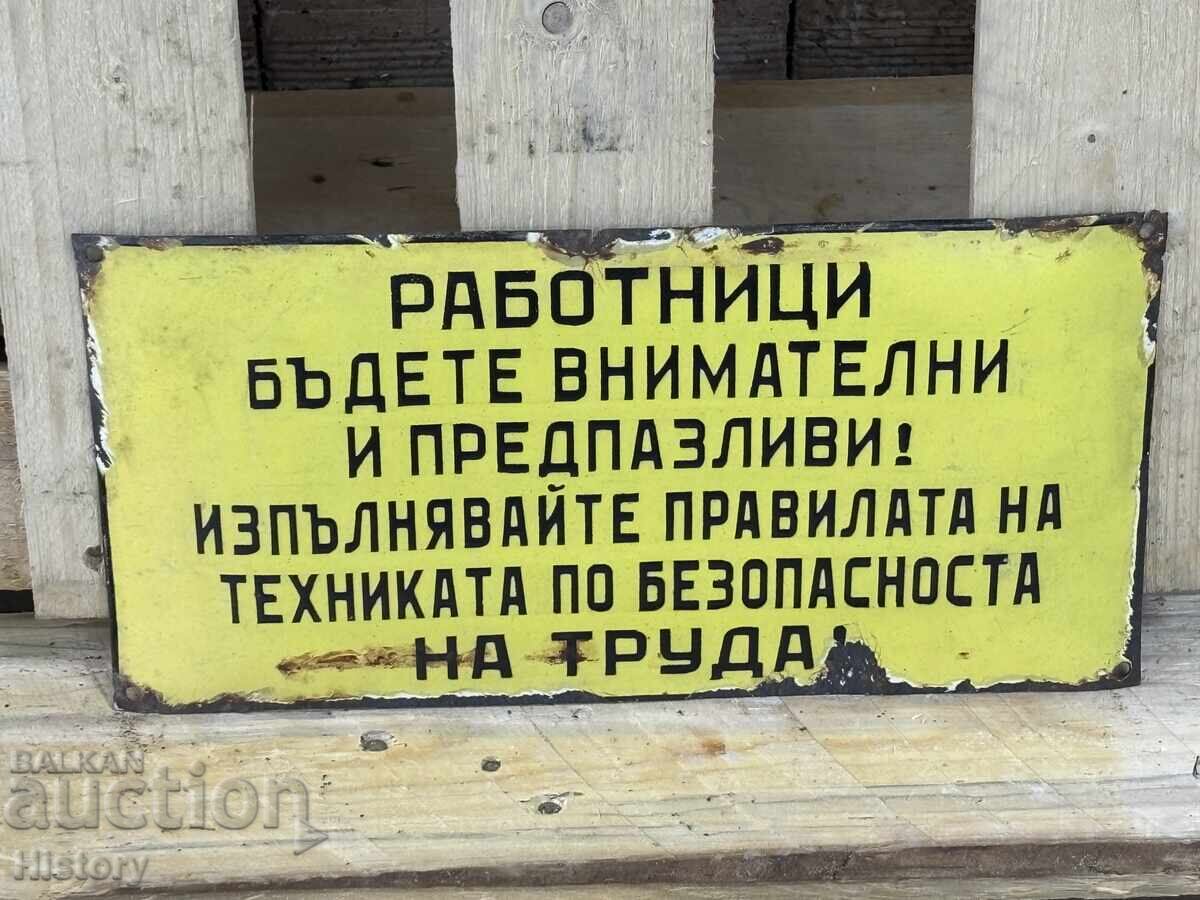 РАБОТНИЦИ
БЪДЕТЕ ВНИМАТЕЛНИ
И ПРЕДПАЗЛИВИ!
ИЗПЪЛНЯВАЙТЕ ПРАВИЛАТА НА
ТЕХНИКАТА ПО БЕЗОПАСНОСТА
НА ТРУДА!
BALKAN
auction
HIstory